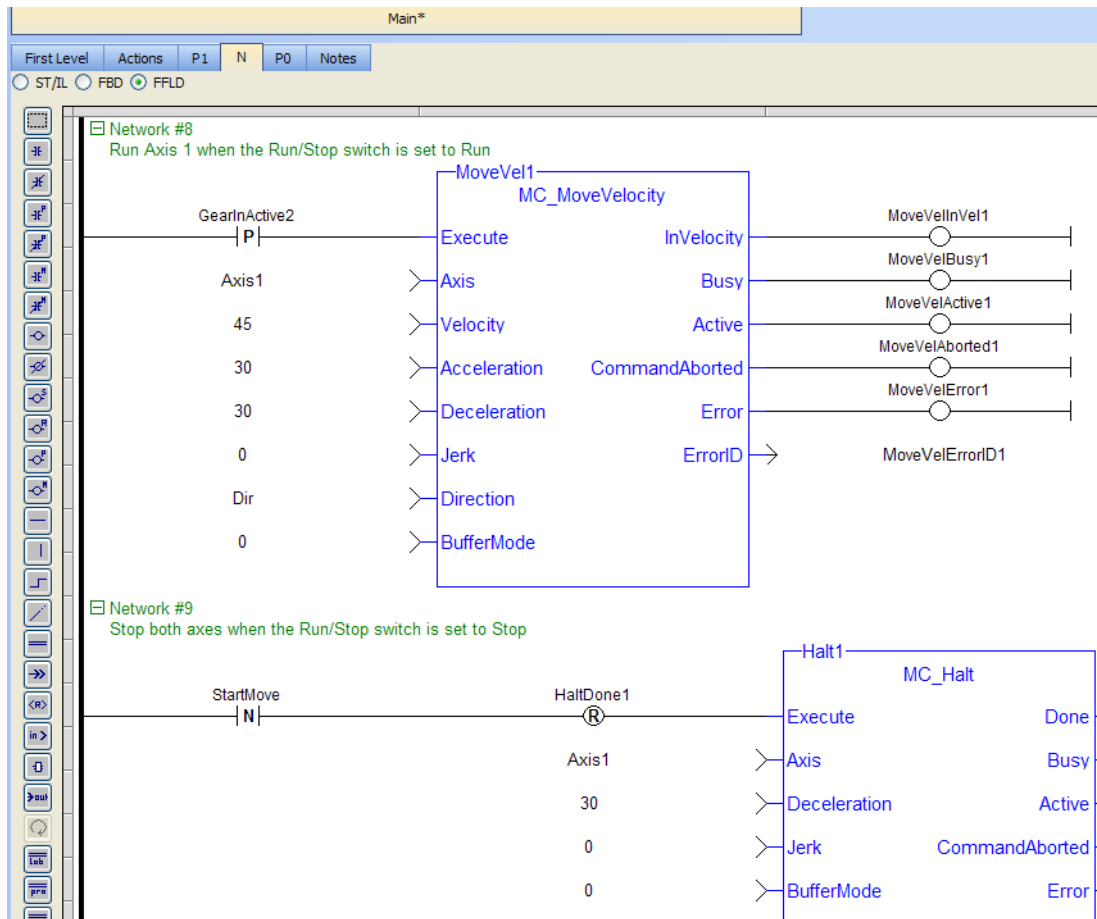 Main*
First Level Actions P1 N P0 Notes
ST/IL FBD FFLD
Network #8
Run Axis 1 when the Run/Stop switch is set to Run
MoveVel1
MC_MoveVelocity
GearInActive2
P
Execute InVelocity
MoveVelInVel1
Axis1 Axis Busy
MoveVelBusy1
45 Velocity Active
MoveVelActive1
30 Acceleration CommandAborted
MoveVelAborted1
30 Deceleration Error
MoveVelError1
0 Jerk ErrorID MoveVelErrorID1
Dir Direction
0 BufferMode
Network #9
Stop both axes when the Run/Stop switch is set to Stop
Halt1
MC_Halt
StartMove HaltDone1
N R Execute Done
Axis1 Axis Busy
30 Deceleration Active
0 Jerk CommandAborted
0 BufferMode Error